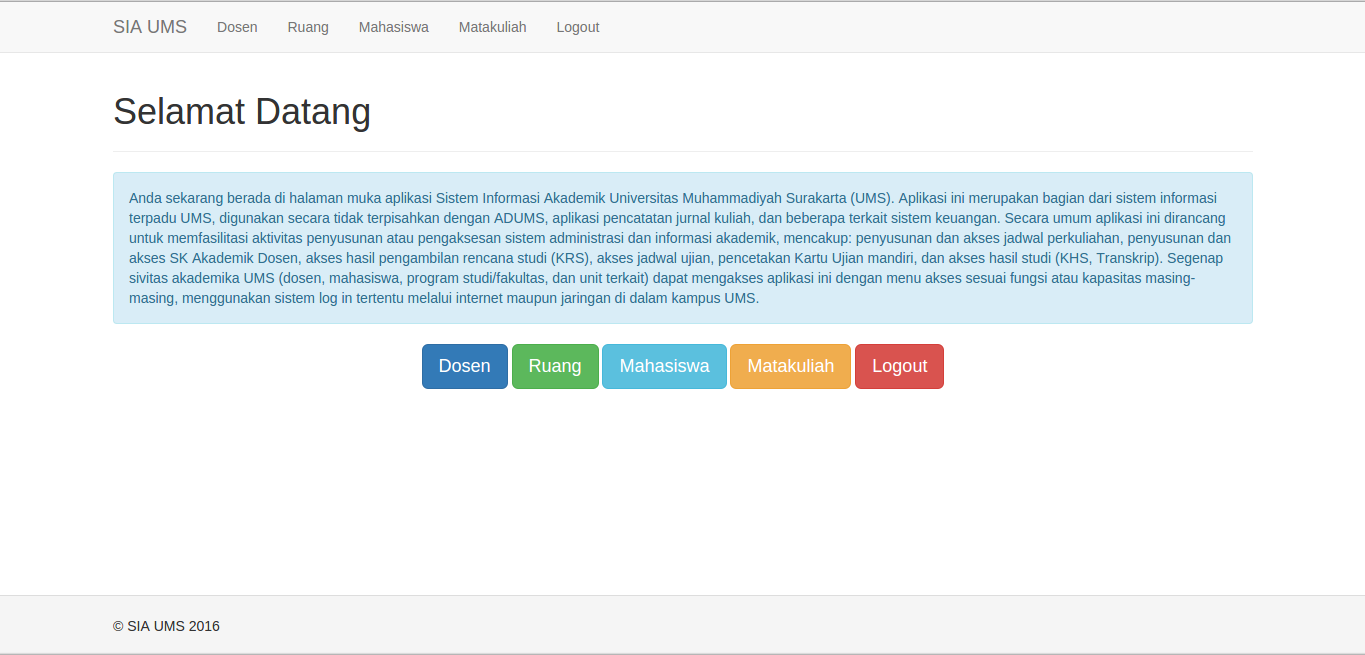 SIA UMS Dosen Ruang Mahasiswa Matakuliah Logout
Selamat Datang
Anda sekarang berada di halaman muka aplikasi Sistem Informasi Akademik Universitas Muhammadiyah Surakarta (UMS). Aplikasi ini merupakan bagian dari sistem informasi
terpadu UMS, digunakan secara tidak terpisahkan dengan ADUMS, aplikasi pencatatan jurnal kuliah, dan beberapa terkait sistem keuangan. Secara umum aplikasi ini dirancang
untuk memfasilitasi aktivitas penyusunan atau pengaksesan sistem administrasi dan informasi akademik, mencakup: penyusunan dan akses jadwal perkuliahan, penyusunan dan
akses SK Akademik Dosen, akses hasil pengambilan rencana studi (KRS), akses jadwal ujian, pencetakan Kartu Ujian mandiri, dan akses hasil studi (KHS, Transkrip). Segenap
sivitas akademika UMS (dosen, mahasiswa, program studi/fakultas, dan unit terkait) dapat mengakses aplikasi ini dengan menu akses sesuai fungsi atau kapasitas masing-
masing, menggunakan sistem log in tertentu melalui internet maupun jaringan di dalam kampus UMS.
Dosen Ruang Mahasiswa Matakuliah Logout
© SIA UMS 2016